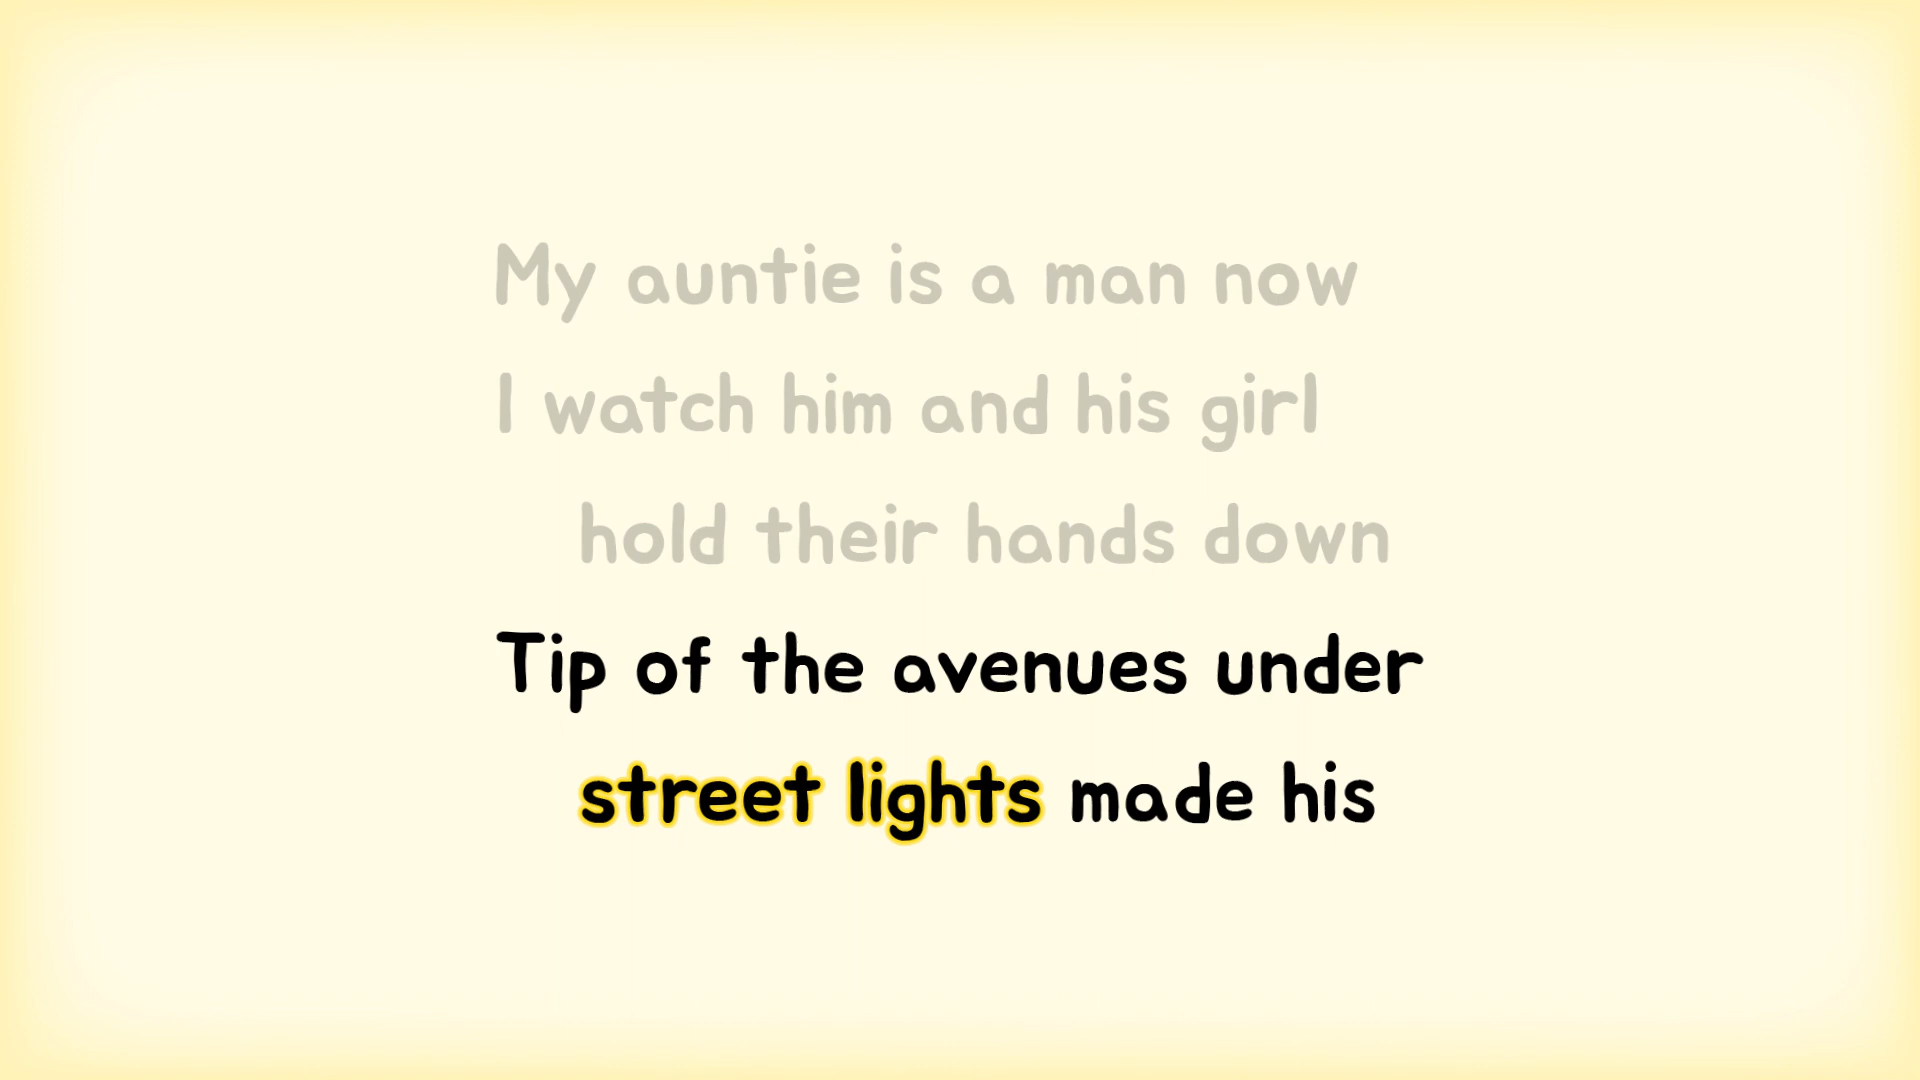 My auntie is a man now
I watch him and his girl
hold their hands down
Tip of the avenues under
street lights made his